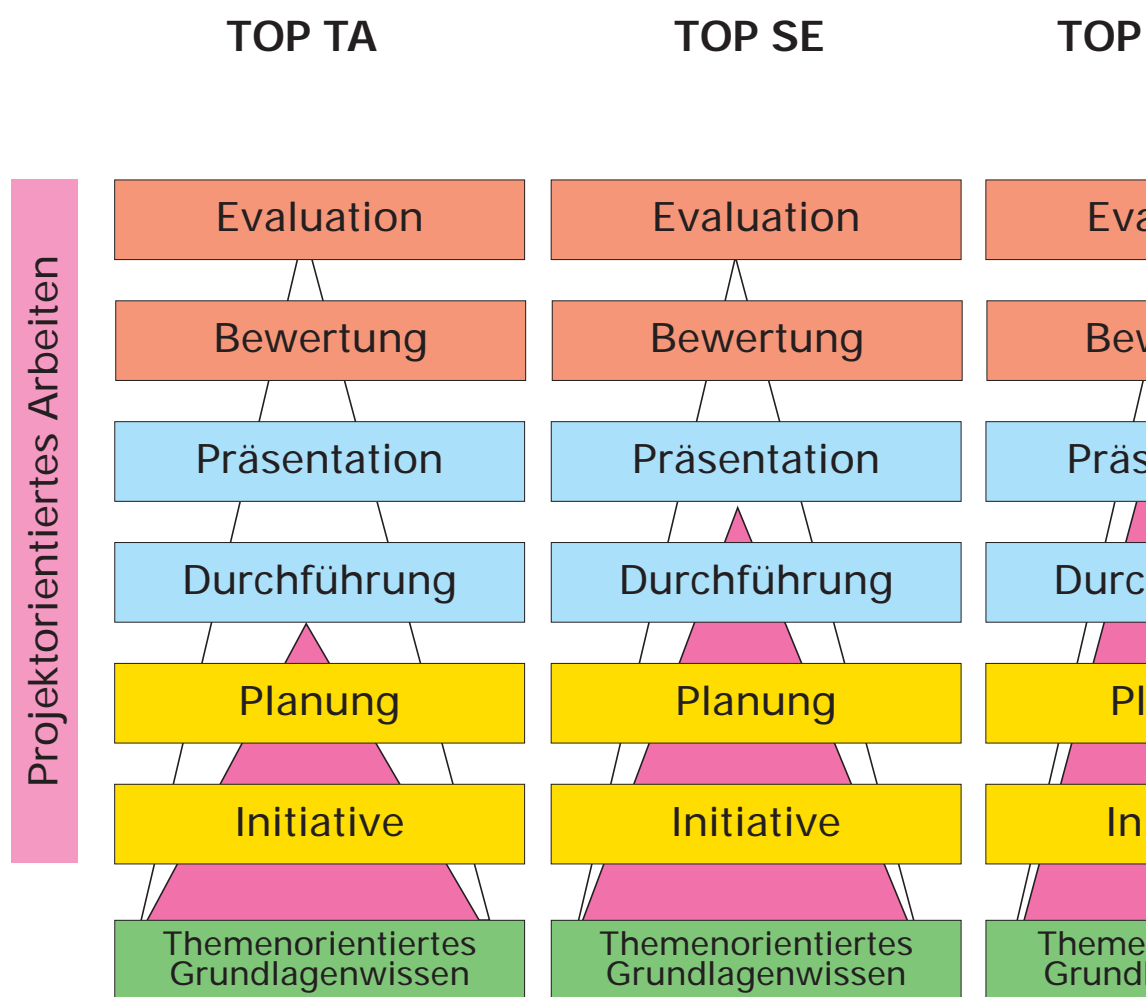 TOP TA
TOP SE
TOP
Projektorientiertes Arbeiten
Evaluation
Bewertung
Präsentation
Durchführung
Planung
Initiative
Themenorientiertes
Grundlagenwissen
Evaluation
Bewertung
Präsentation
Durchführung
Planung
Initiative
Themenorientiertes
Grundlagenwissen